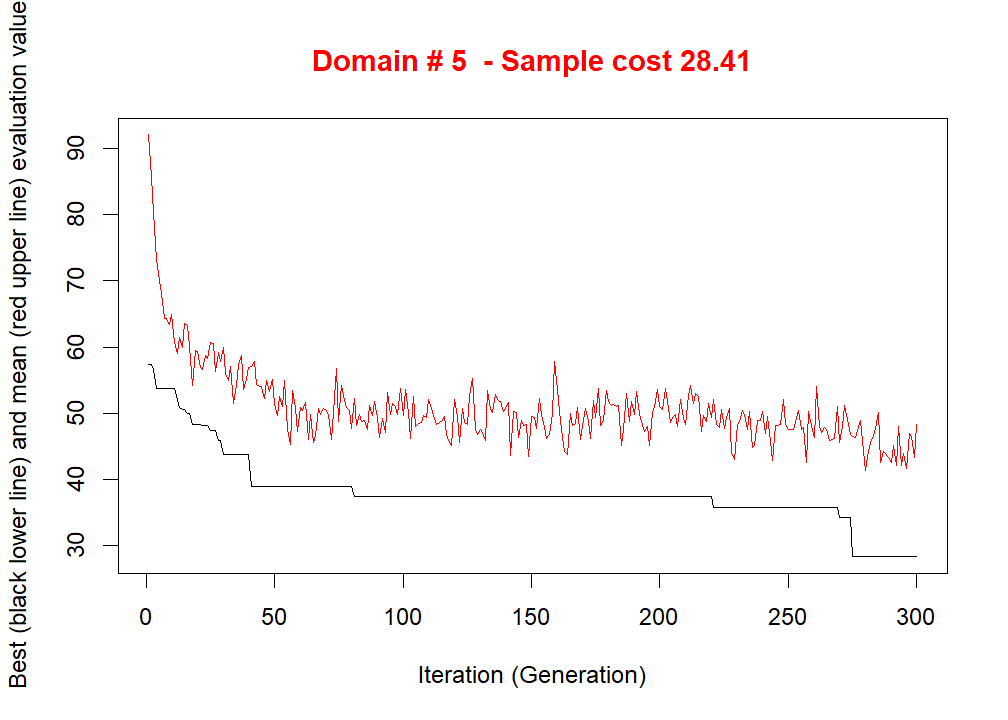 Domain # 5  - Sample cost 28.41
Best (black lower line) and mean (red upper line) evaluation value
90
80
70
60
50
40
30
0 50 100 150 200 250 300
Iteration (Generation)